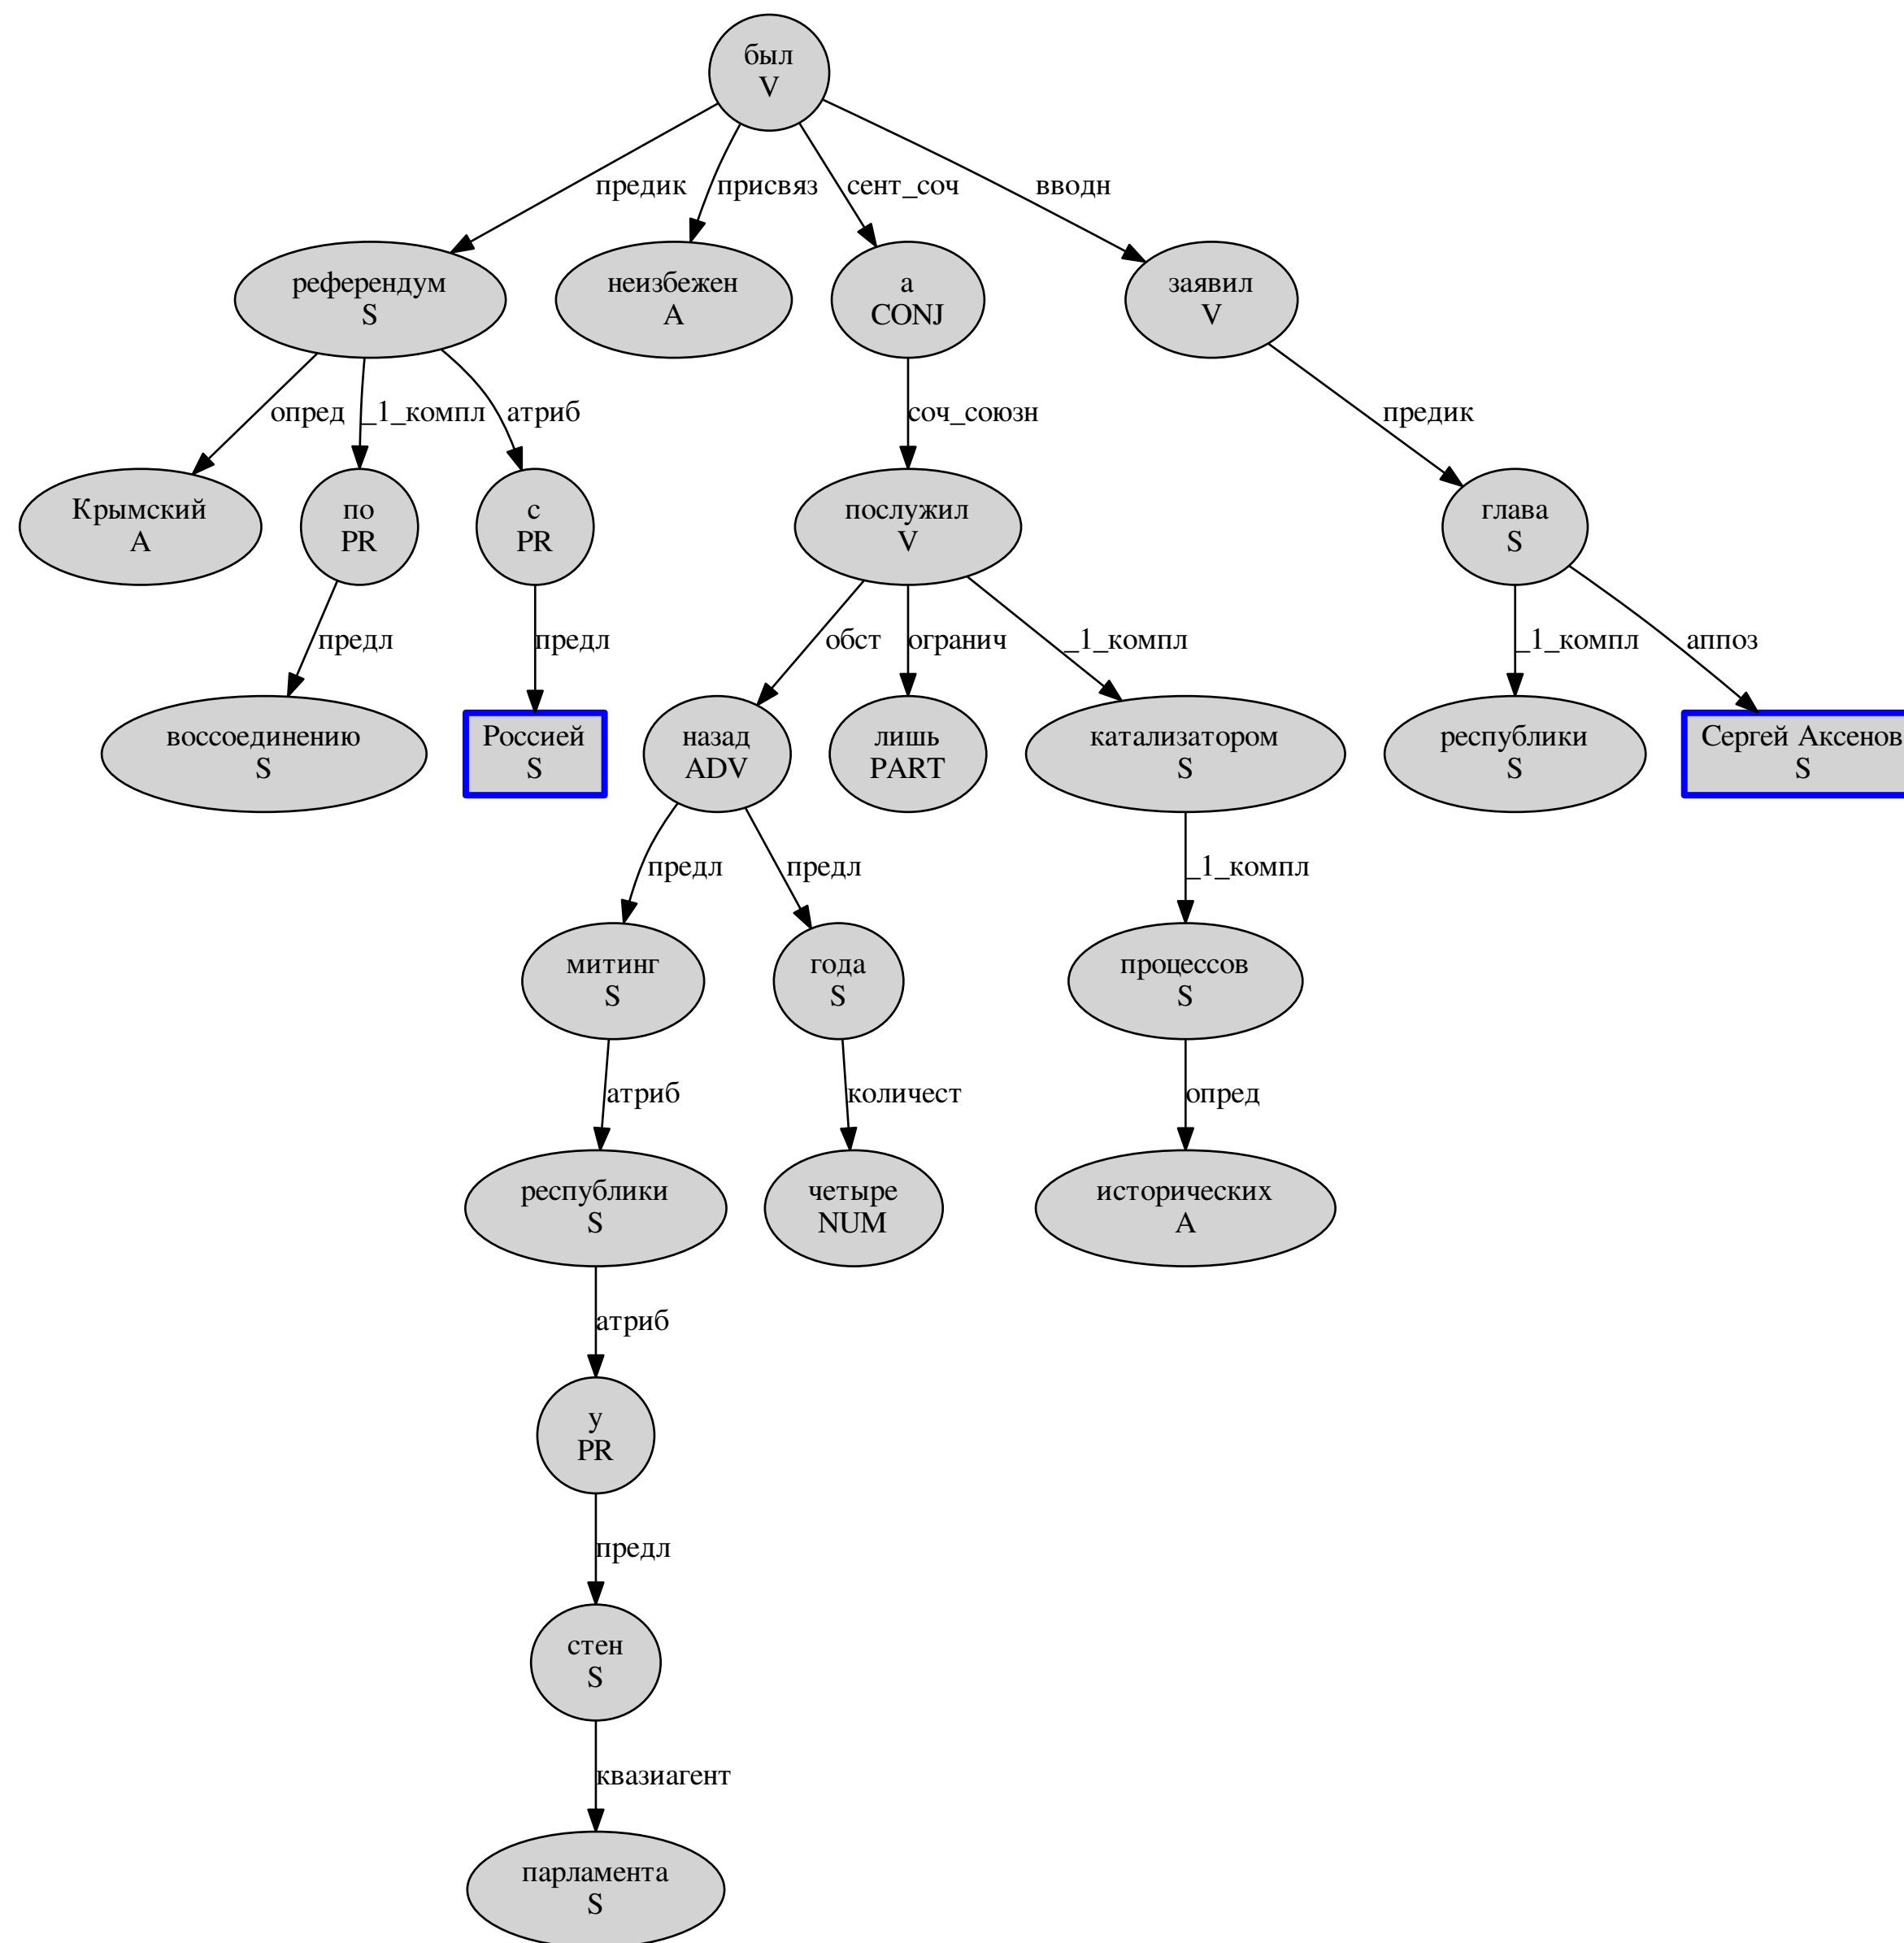 был
V
предик
присвяз
сент_соч
вводн
референдум
S
неизбежен
A
а
CONJ
заявил
V
опред
_1_компл
атриб
соч_союзн
предик
Крымский
A
по
PR
с
PR
послужил
V
глава
S
предл
предл
обст
огранич
_1_компл
_1_компл
аппоз
воссоединению
S
Россией
S
назад
ADV
лишь
PART
катализатором
S
республики
S
Сергей Аксенов
S
предл
предл
_1_компл
митинг
S
года
S
процессов
S
атриб
количест
опред
республики
S
четыре
NUM
исторических
A
атриб
у
PR
предл
стен
S
квазиагент
парламента
S